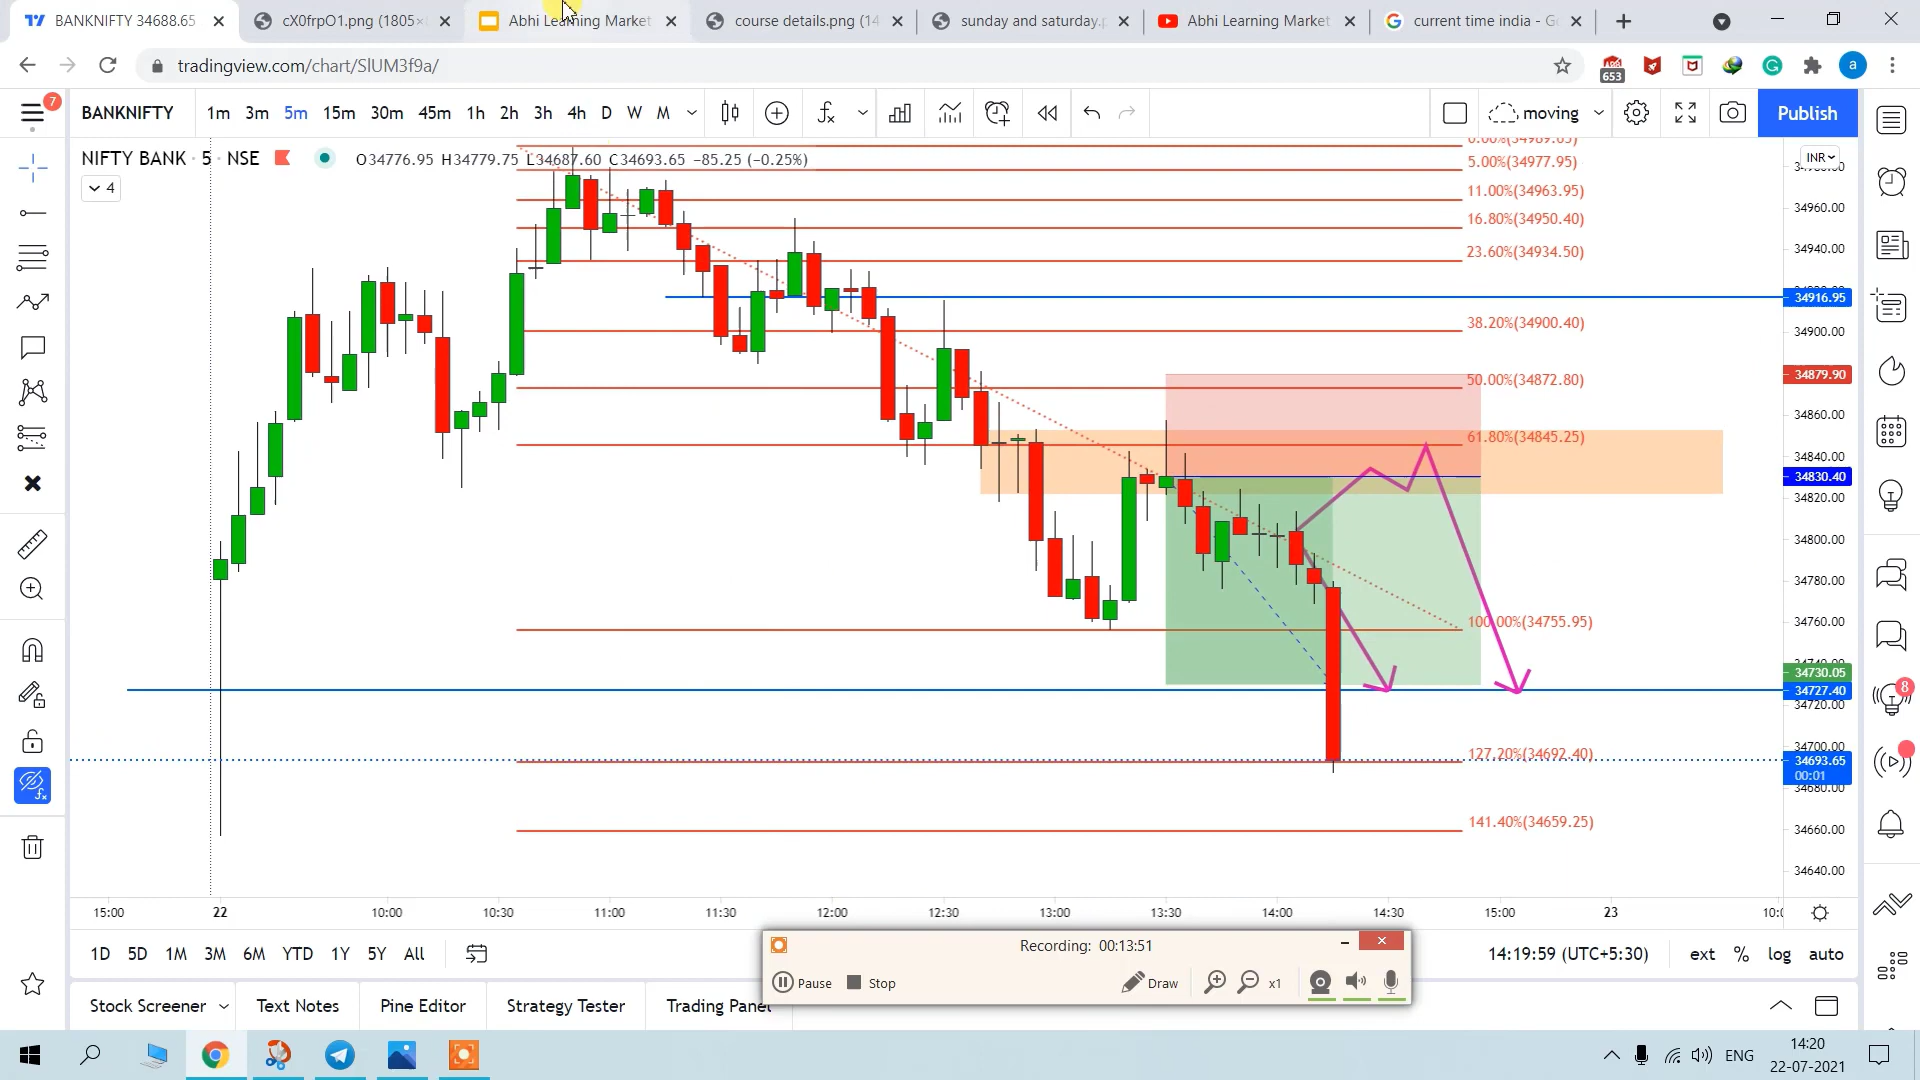 BANKNIFTY 34688.65
cX0frpO1.png (1805×
Abhi Learning Market
course details.png (14
sunday and saturday.p
Abhi Learning Market
current time india - Go
tradingview.com/chart/SlUM3f9a/
653
a
7
BANKNIFTY
1m 3m 5m 15m 30m 45m 1h 2h 3h 4h D W M
moving
Publish
NIFTY BANK · 5 · NSE
O34776.95 H34779.75 L34687.60 C34693.65 −85.25 (−0.25%)
INR
4
5.00%(34977.95)
11.00%(34963.95)
16.80%(34950.40)
23.60%(34934.50)
38.20%(34900.40)
50.00%(34872.80)
61.80%(34845.25)
100.00%(34755.95)
127.20%(34692.40)
141.40%(34659.25)
34960.00
34940.00
34916.95
34900.00
34879.90
34860.00
34840.00
34830.40
34820.00
34800.00
34780.00
34760.00
34730.05
34727.40
34720.00
34700.00
34693.65
00:01
34680.00
34660.00
34640.00
8
15:00 22 10:00 10:30 11:00 11:30 12:00 12:30 13:00 13:30 14:00 14:30 15:00 23 10:0
1D 5D 1M 3M 6M YTD 1Y 5Y All
14:19:59 (UTC+5:30) ext % log auto
Recording: 00:13:51
Pause Stop Draw x1
Stock Screener Text Notes Pine Editor Strategy Tester Trading Panel
ENG
14:20
22-07-2021